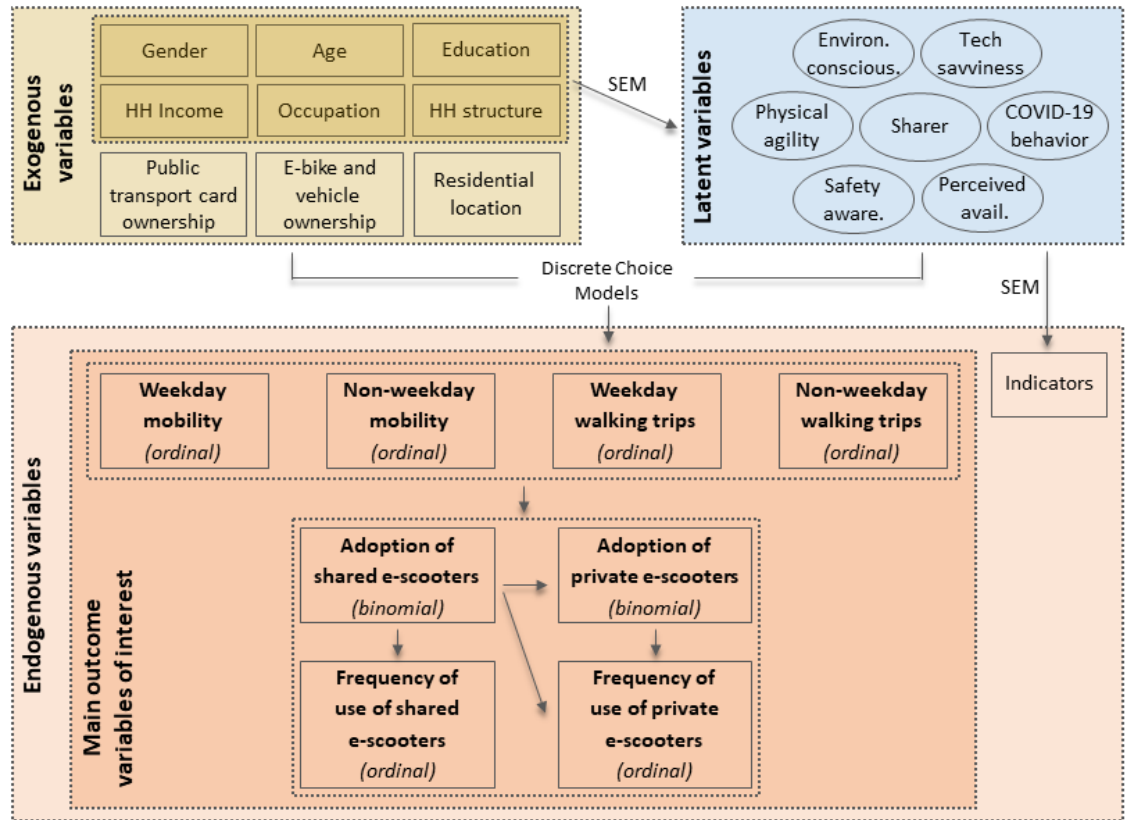 Exogenous
variables
Gender
Age
Education
HH Income
Occupation
HH structure
Public
transport card
ownership
E-bike and
vehicle
ownership
Residential
location
SEM
Latent variables
Environ.
conscious.
Tech
savviness
Physical
agility
Sharer
COVID-19
behavior
Safety
aware.
Perceived
avail.
Discrete Choice
Models
SEM
Endogenous variables
Main outcome
variables of interest
Weekday
mobility
(ordinal)
Non-weekday
mobility
(ordinal)
Weekday
walking trips
(ordinal)
Non-weekday
walking trips
(ordinal)
Indicators
Adoption of
shared e-scooters
(binomial)
Adoption of
private e-scooters
(binomial)
Frequency of
use of shared
e-scooters
(ordinal)
Frequency of
use of private
e-scooters
(ordinal)